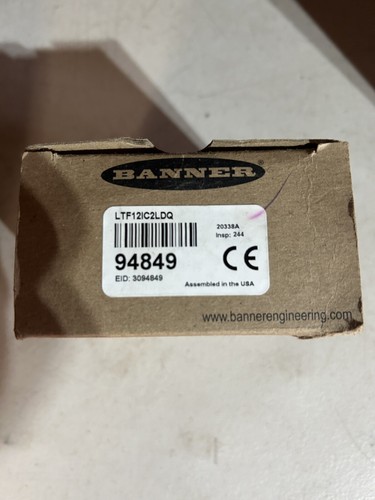 BANNER
LTF12IC2LDQ
20338A
Insp: 244
94849
CE
EID: 3094849
Assembled in the USA
www.bannerengineering.com